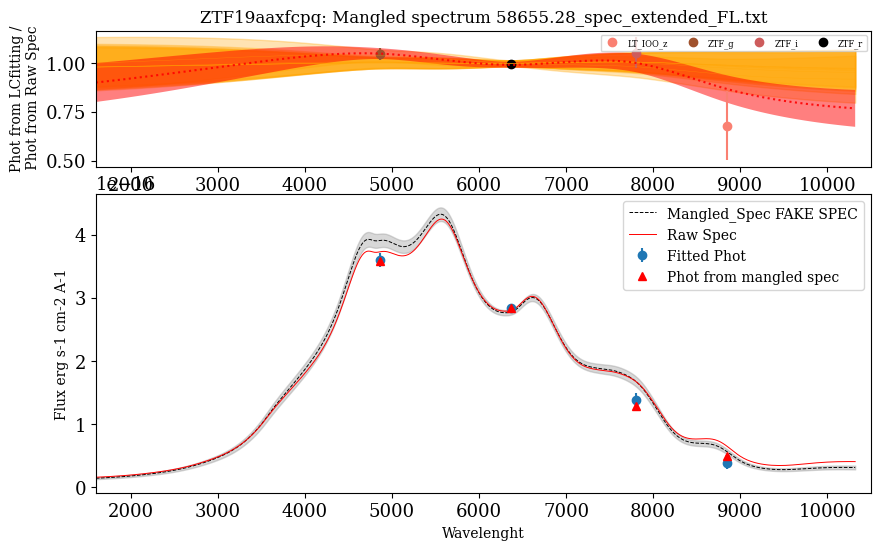 ZTF19aaxfcpq: Mangled spectrum 58655.28_spec_extended_FL.txt
Phot from LCfitting /
Phot from Raw Spec
LT_IOO_z ZTF_g ZTF_i ZTF_r
1.00
0.75
0.50
2000 3000 4000 5000 6000 7000 8000 9000 10000
1e−16
Mangled_Spec FAKE SPEC
Raw Spec
Fitted Phot
Phot from mangled spec
Flux erg s-1 cm-2 A-1
4
3
2
1
0
2000 3000 4000 5000 6000 7000 8000 9000 10000
Wavelenght